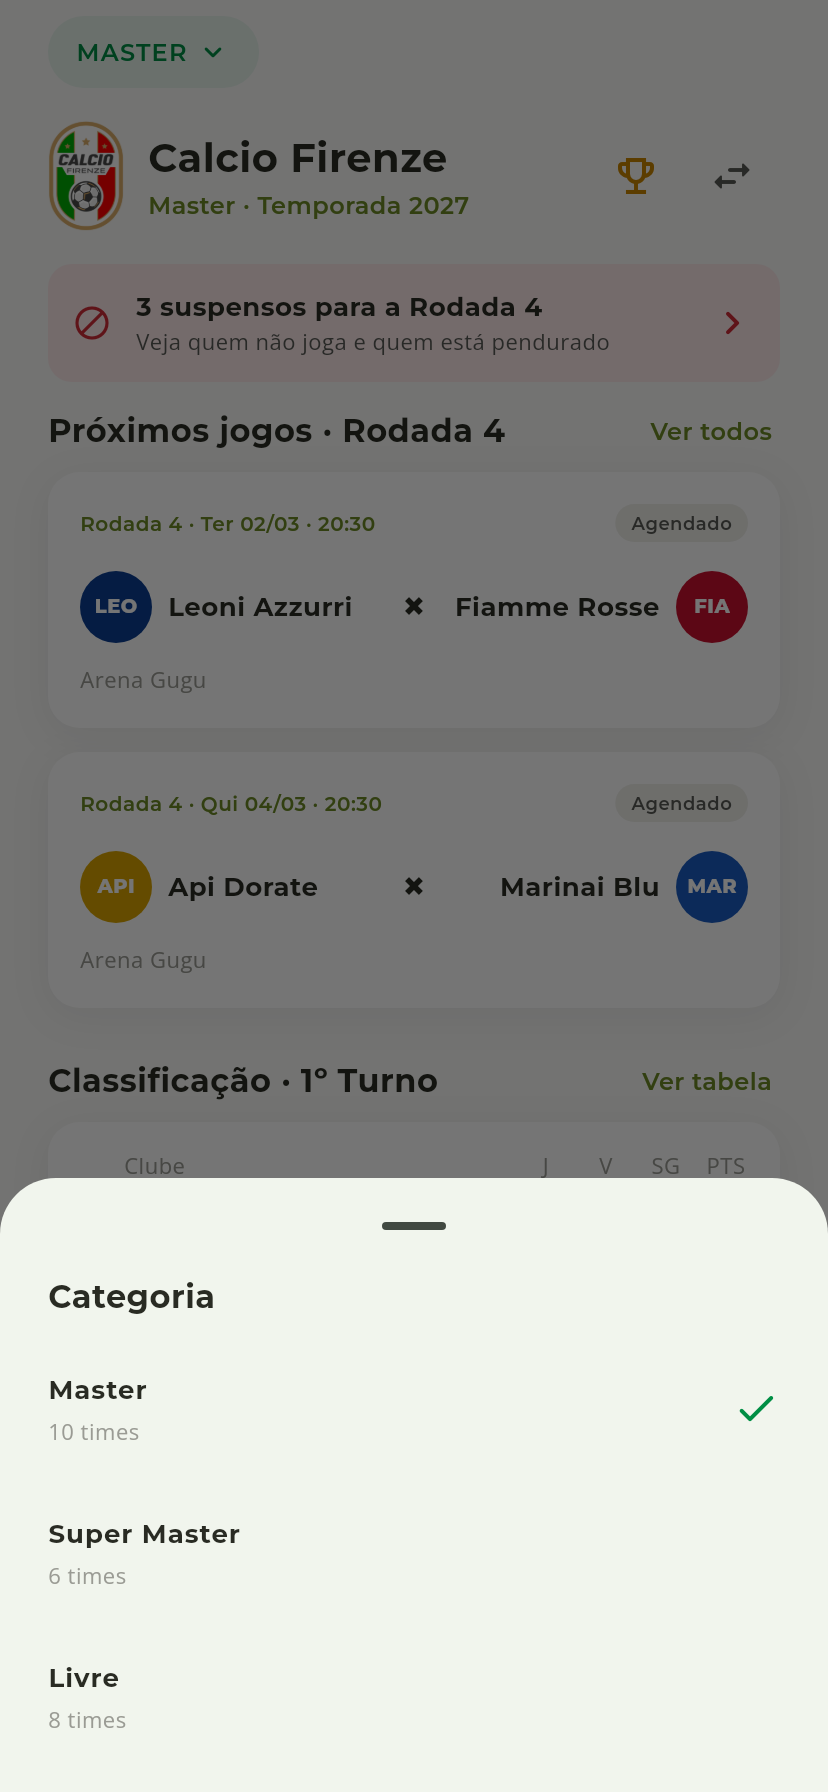 MASTER
CALCIO
FIRENZE
Calcio Firenze
Master · Temporada 2027
3 suspensos para a Rodada 4
Veja quem não joga e quem está pendurado
Próximos jogos · Rodada 4
Ver todos
Rodada 4 · Ter 02/03 · 20:30
Agendado
LEO
Leoni Azzurri
Fiamme Rosse
FIA
Arena Gugu
Rodada 4 · Qui 04/03 · 20:30
Agendado
API
Api Dorate
Marinai Blu
MAR
Arena Gugu
Classificação · 1º Turno
Ver tabela
Clube J V SG PTS
Categoria
Master
10 times
Super Master
6 times
Livre
8 times